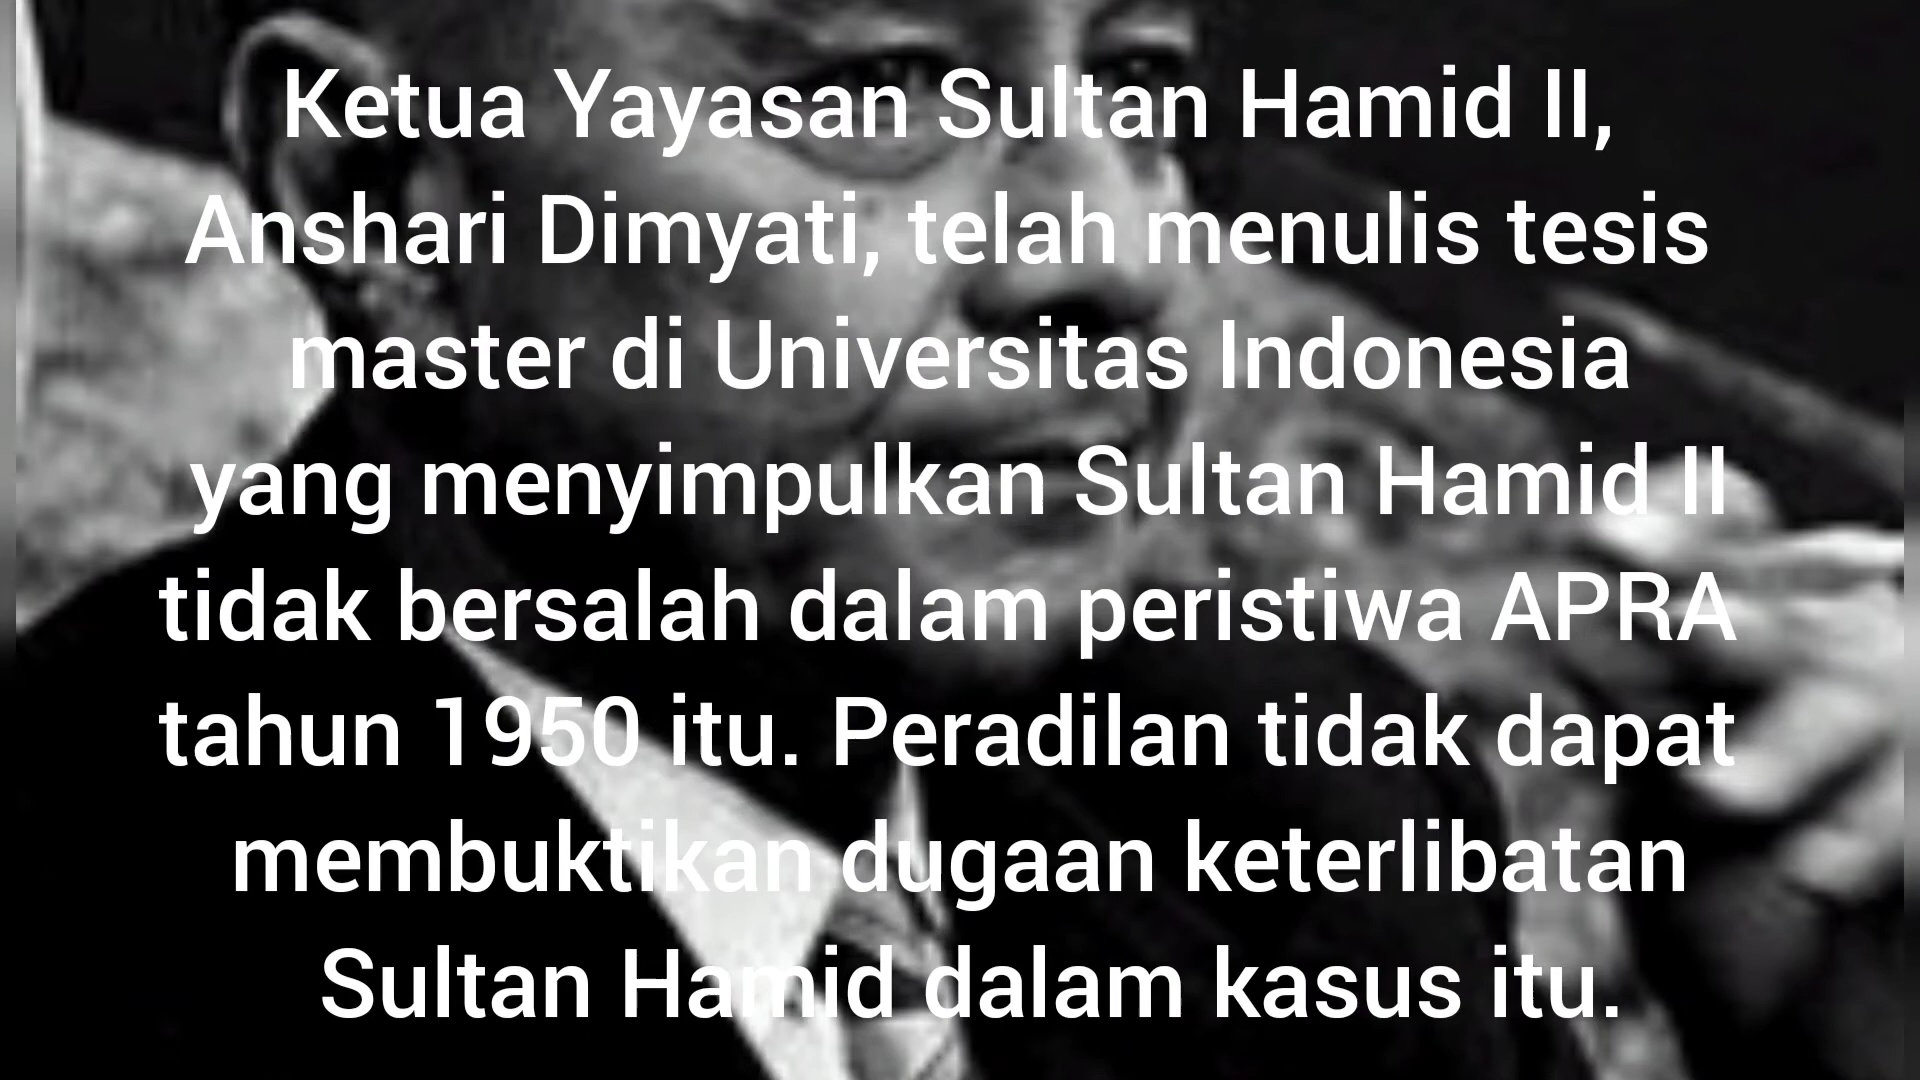 Ketua Yayasan Sultan Hamid II,
Anshari Dimyati, telah menulis tesis
master di Universitas Indonesia
yang menyimpulkan Sultan Hamid II
tidak bersalah dalam peristiwa APRA
tahun 1950 itu. Peradilan tidak dapat
membuktikan dugaan keterlibatan
Sultan Hamid dalam kasus itu.